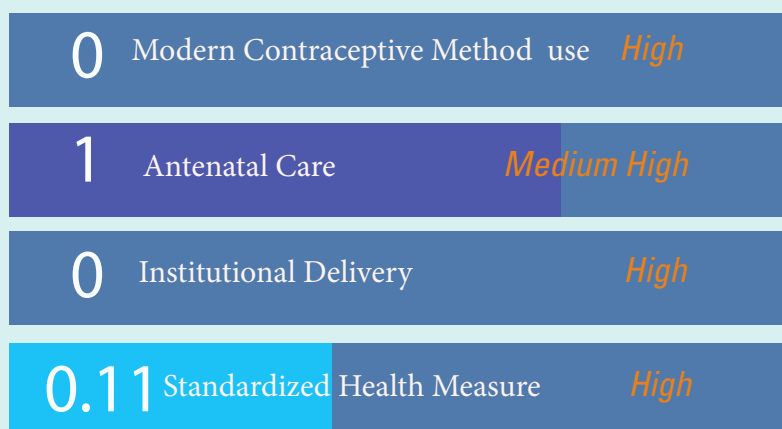 0 Modern Contraceptive Method use High
1 Antenatal Care Medium High
0 Institutional Delivery High
0.11 Standardized Health Measure High